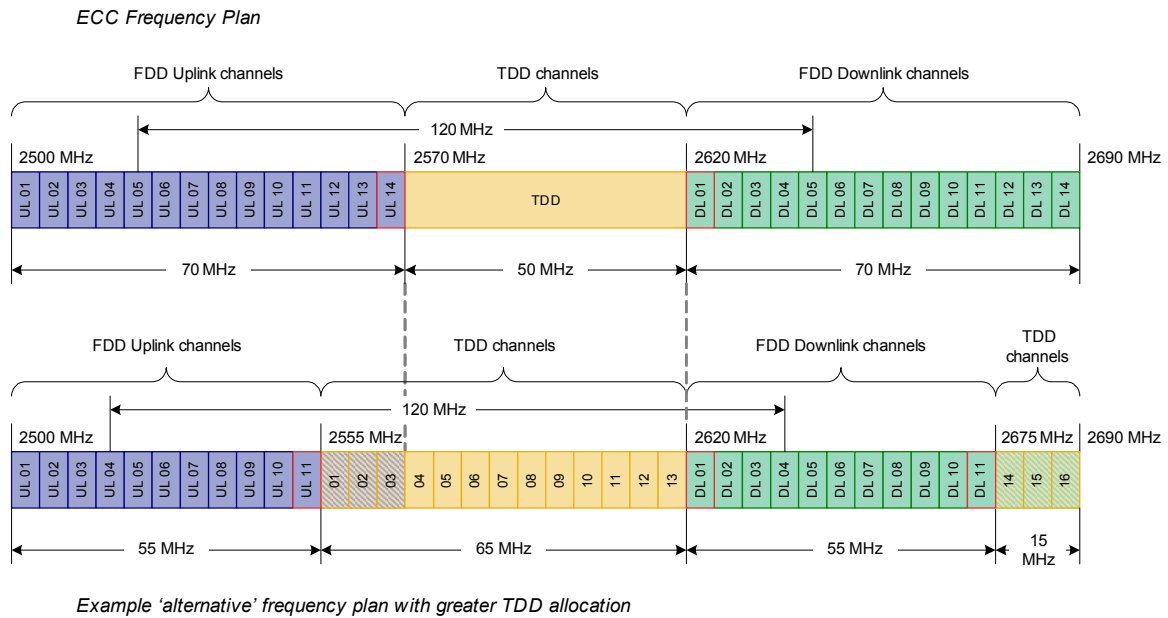 ECC Frequency Plan
FDD Uplink channels
TDD channels
FDD Downlink channels
120 MHz
2500 MHz
2570 MHz
2620 MHz
2690 MHz
UL 01
UL 02
UL 03
UL 04
UL 05
UL 06
UL 07
UL 08
UL 09
UL 10
UL 11
UL 12
UL 13
UL 14
TDD
DL 01
DL 02
DL 03
DL 04
DL 05
DL 06
DL 07
DL 08
DL 09
DL 10
DL 11
DL 12
DL 13
DL 14
70 MHz
50 MHz
70 MHz
FDD Uplink channels
TDD channels
FDD Downlink channels
TDD
channels
120 MHz
2500 MHz
2555 MHz
2620 MHz
2675 MHz
2690 MHz
UL 01
UL 02
UL 03
UL 04
UL 05
UL 06
UL 07
UL 08
UL 09
UL 10
UL 11
01
02
03
04
05
06
07
08
09
10
11
12
13
DL 01
DL 02
DL 03
DL 04
DL 05
DL 06
DL 07
DL 08
DL 09
DL 10
DL 11
14
15
16
55 MHz
65 MHz
55 MHz
15
MHz
Example ‘alternative’ frequency plan with greater TDD allocation